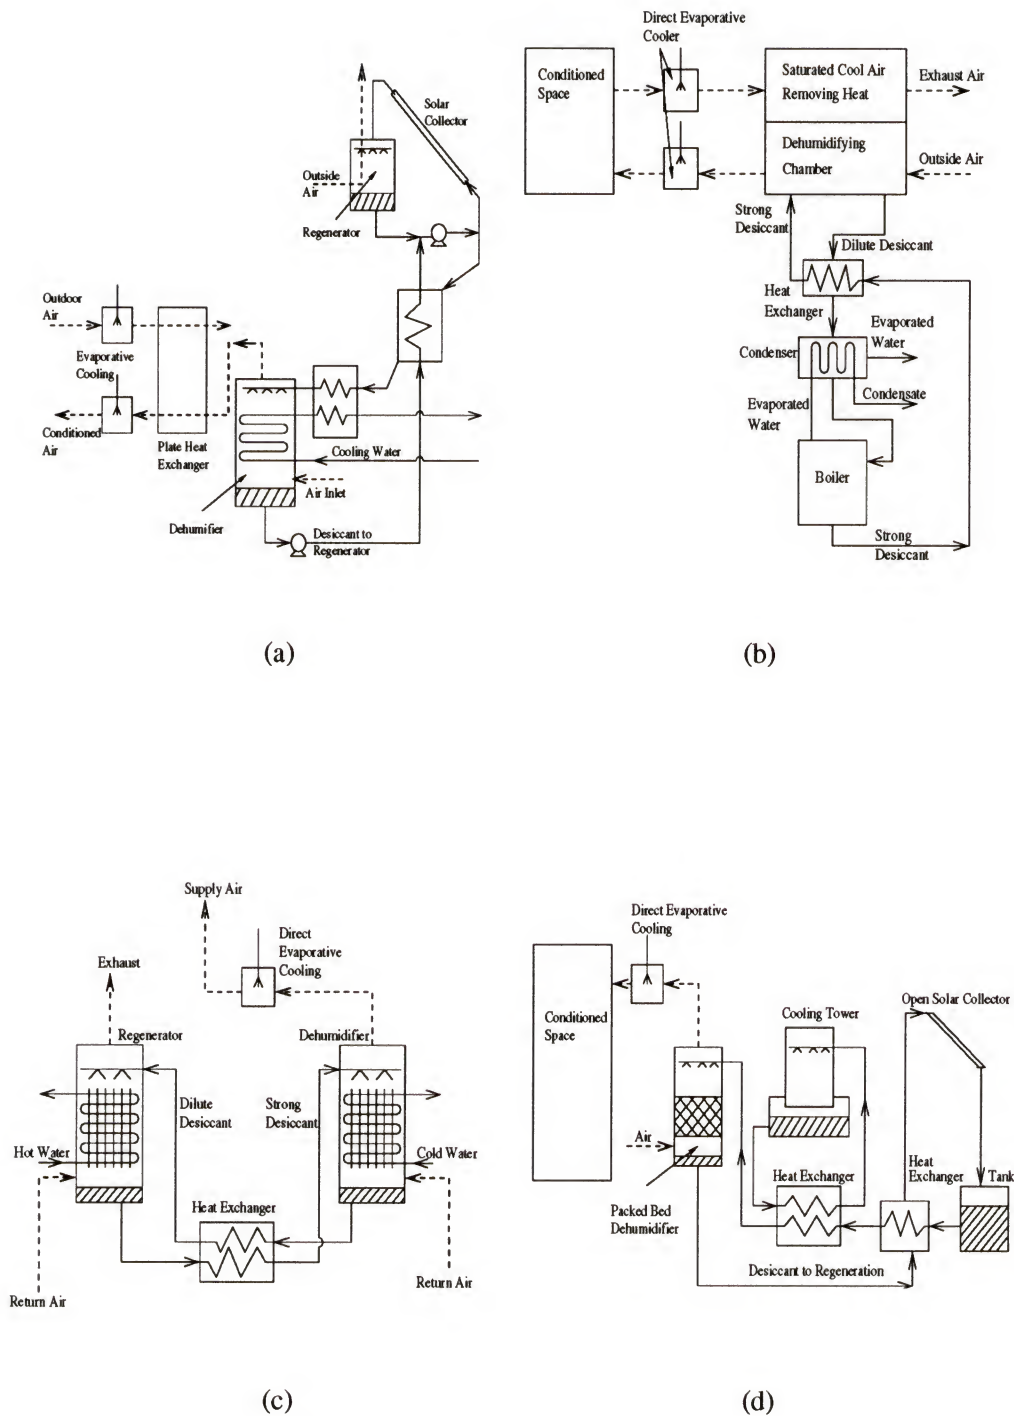 Solar
Collector
Outside
Air
Regenerator
Outdoor
Air
Evaporative
Cooling
Conditioned
Air
Plate Heat
Exchanger
Cooling Water
Air Inlet
Dehumifier
Desiccant to
Regenerator
(a)
Direct Evaporative
Cooler
Conditioned
Space
Saturated Cool Air
Removing Heat
Exhaust Air
Dehumidifying
Chamber
Outside Air
Strong
Desiccant
Dilute Desiccant
Heat
Exchanger
Evaporated
Water
Condenser
Condensate
Evaporated
Water
Boiler
Strong
Desiccant
(b)
Supply Air
Direct
Evaporative
Cooling
Exhaust
Regenerator
Dehumidifier
Dilute
Desiccant
Strong
Desiccant
Hot Water
Cold Water
Heat Exchanger
Return Air
Return Air
(c)
Direct Evaporative
Cooling
Conditioned
Space
Cooling Tower
Open Solar Collector
Air
Heat Exchanger
Heat
Exchanger
Tank
Packed Bed
Dehumidifier
Desiccant to Regeneration
(d)